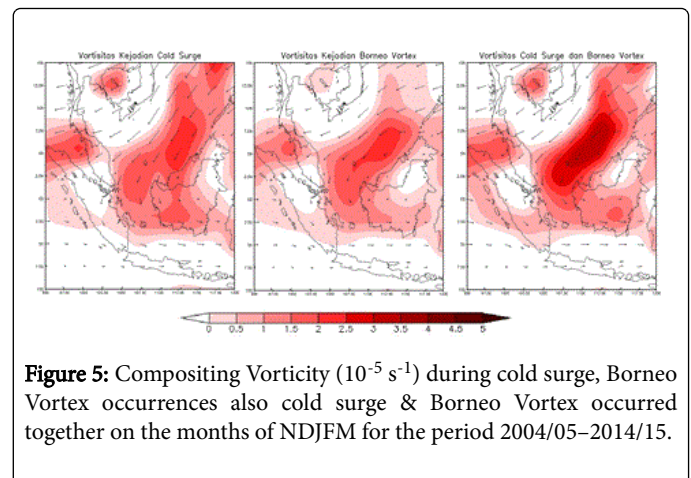 Vortisitas Kejadian Cold Surge
Vortisitas Kejadian Borneo Vortex
Vortisitas Cold Surge dan Borneo Vortex
0 0.5 1 1.5 2 2.5 3 3.5 4 4.5 5
Figure 5: Compositing Vorticity (10-5 s-1) during cold surge, Borneo
Vortex occurrences also cold surge & Borneo Vortex occurred
together on the months of NDJFM for the period 2004/05–2014/15.